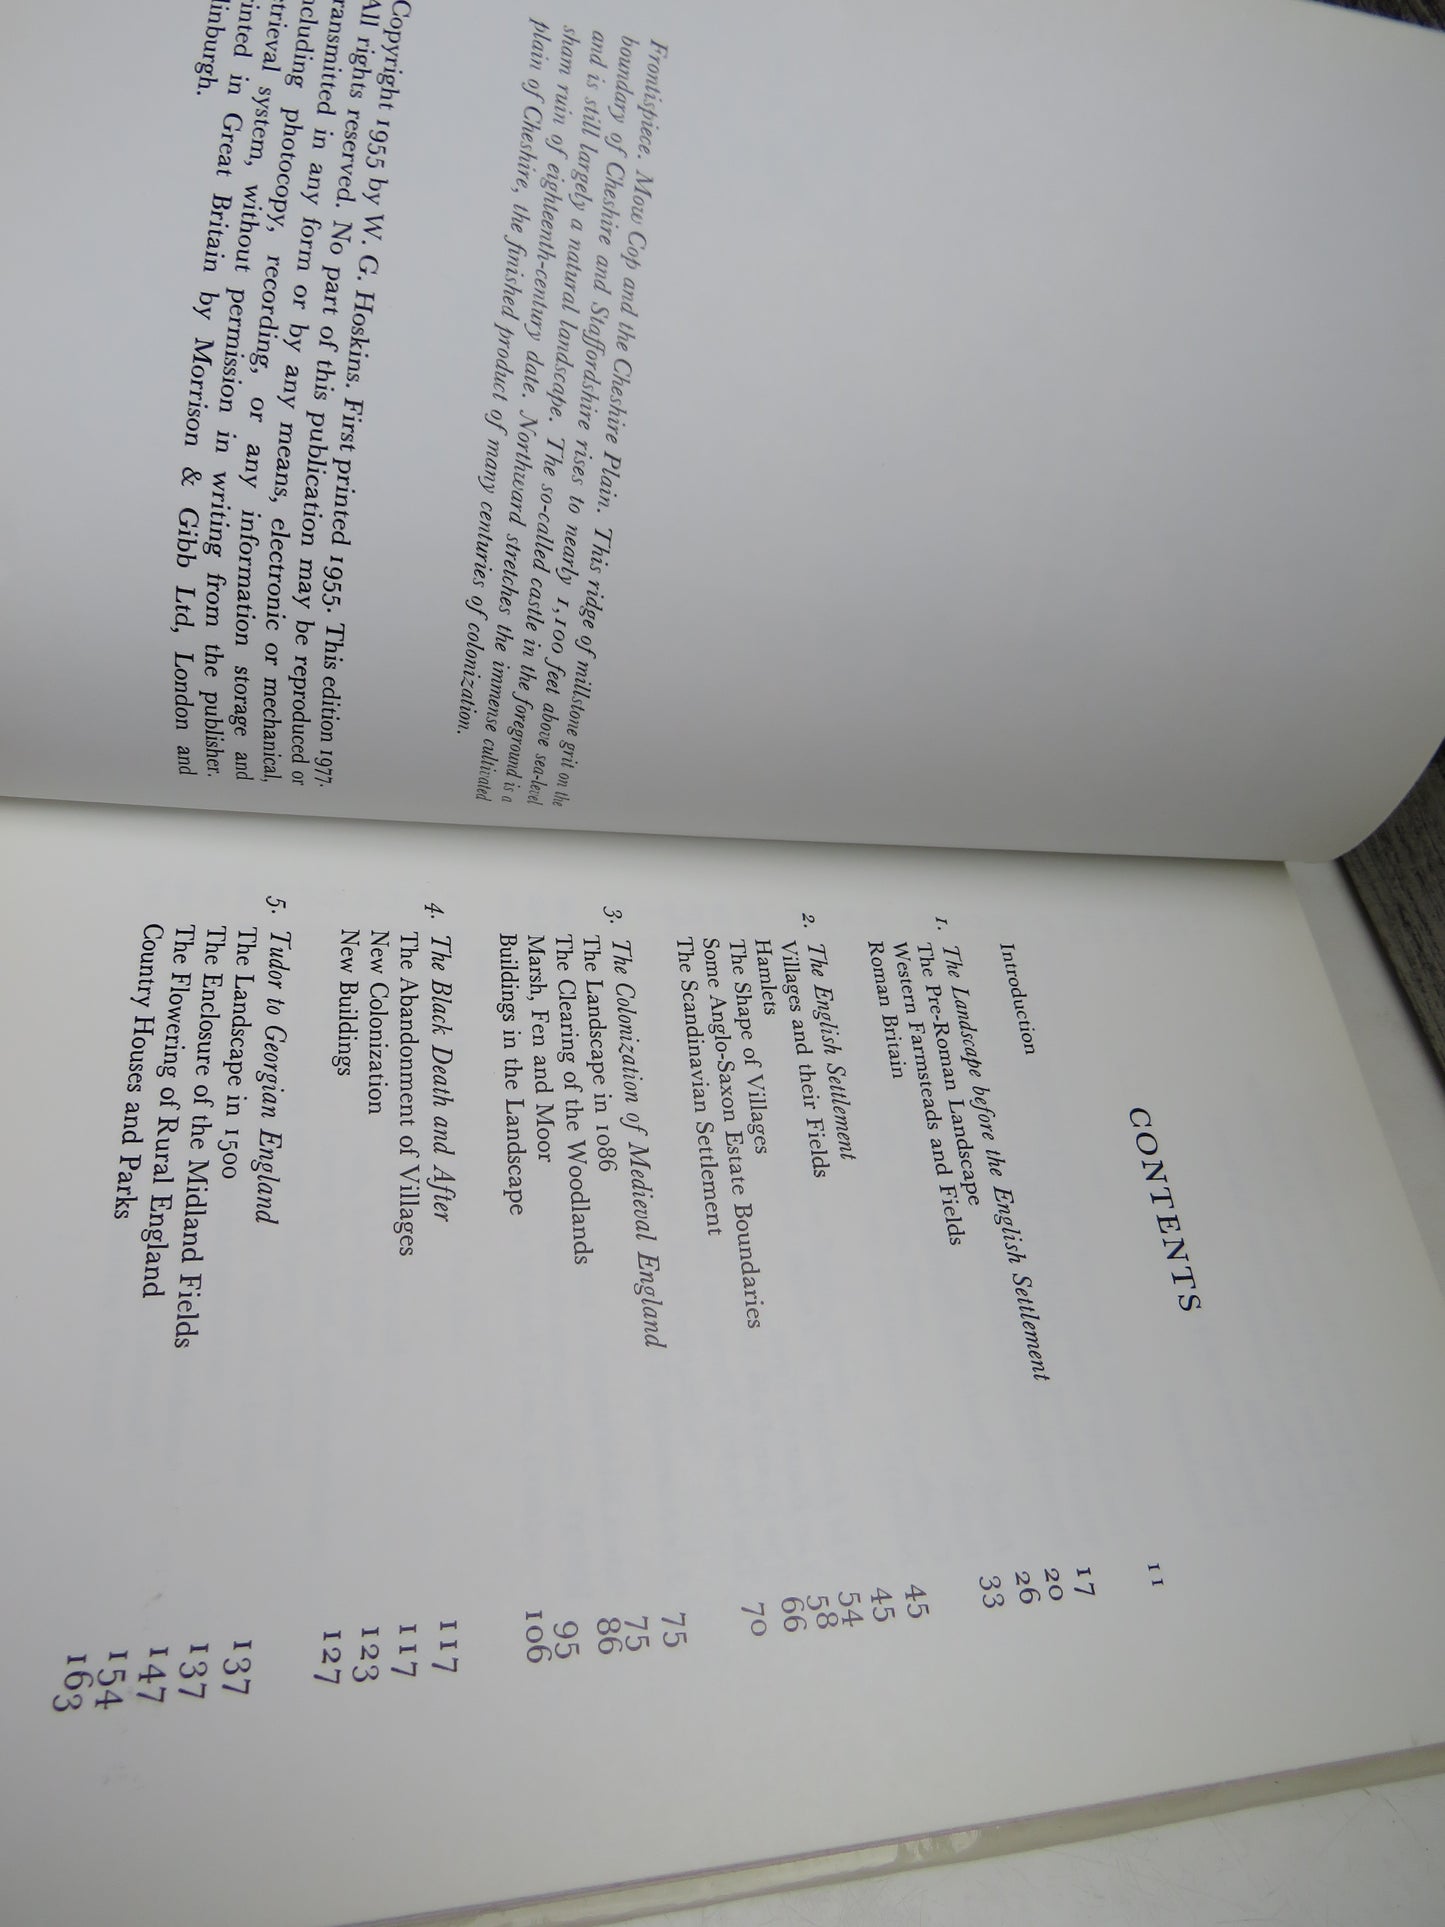 Frontispiece. Mow Cop and the Cheshire Plain. This ridge of millstone grit on the
boundary of Cheshire and Staffordshire rises to nearly 1,100 feet above sea-level
and is still largely a natural landscape. The so-called castle in the foreground is a
sham ruin of eighteenth-century date. Northward stretches the immense cultivated
plain of Cheshire, the finished product of many centuries of colonization.
Copyright 1955 by W. G. Hoskins. First printed 1955. This edition 1977.
All rights reserved. No part of this publication may be reproduced or
ransmitted in any form or by any means, electronic or mechanical,
ncluding photocopy, recording, or any information storage and
trieval system, without permission in writing from the publisher.
inted in Great Britain by Morrison & Gibb Ltd, London and
linburgh.
CONTENTS
Introduction 11
1. The Landscape before the English Settlement 17
The Pre-Roman Landscape 20
Western Farmsteads and Fields 26
Roman Britain 33
2. The English Settlement 45
Villages and their Fields 45
Hamlets 54
The Shape of Villages 58
Some Anglo-Saxon Estate Boundaries 66
The Scandinavian Settlement 70
3. The Colonization of Medieval England 75
The Landscape in 1086 75
The Clearing of the Woodlands 86
Marsh, Fen and Moor 95
Buildings in the Landscape 106
4. The Black Death and After 117
The Abandonment of Villages 117
New Colonization 123
New Buildings 127
5. Tudor to Georgian England 137
The Landscape in 1500 137
The Enclosure of the Midland Fields 147
The Flowering of Rural England 154
Country Houses and Parks 163